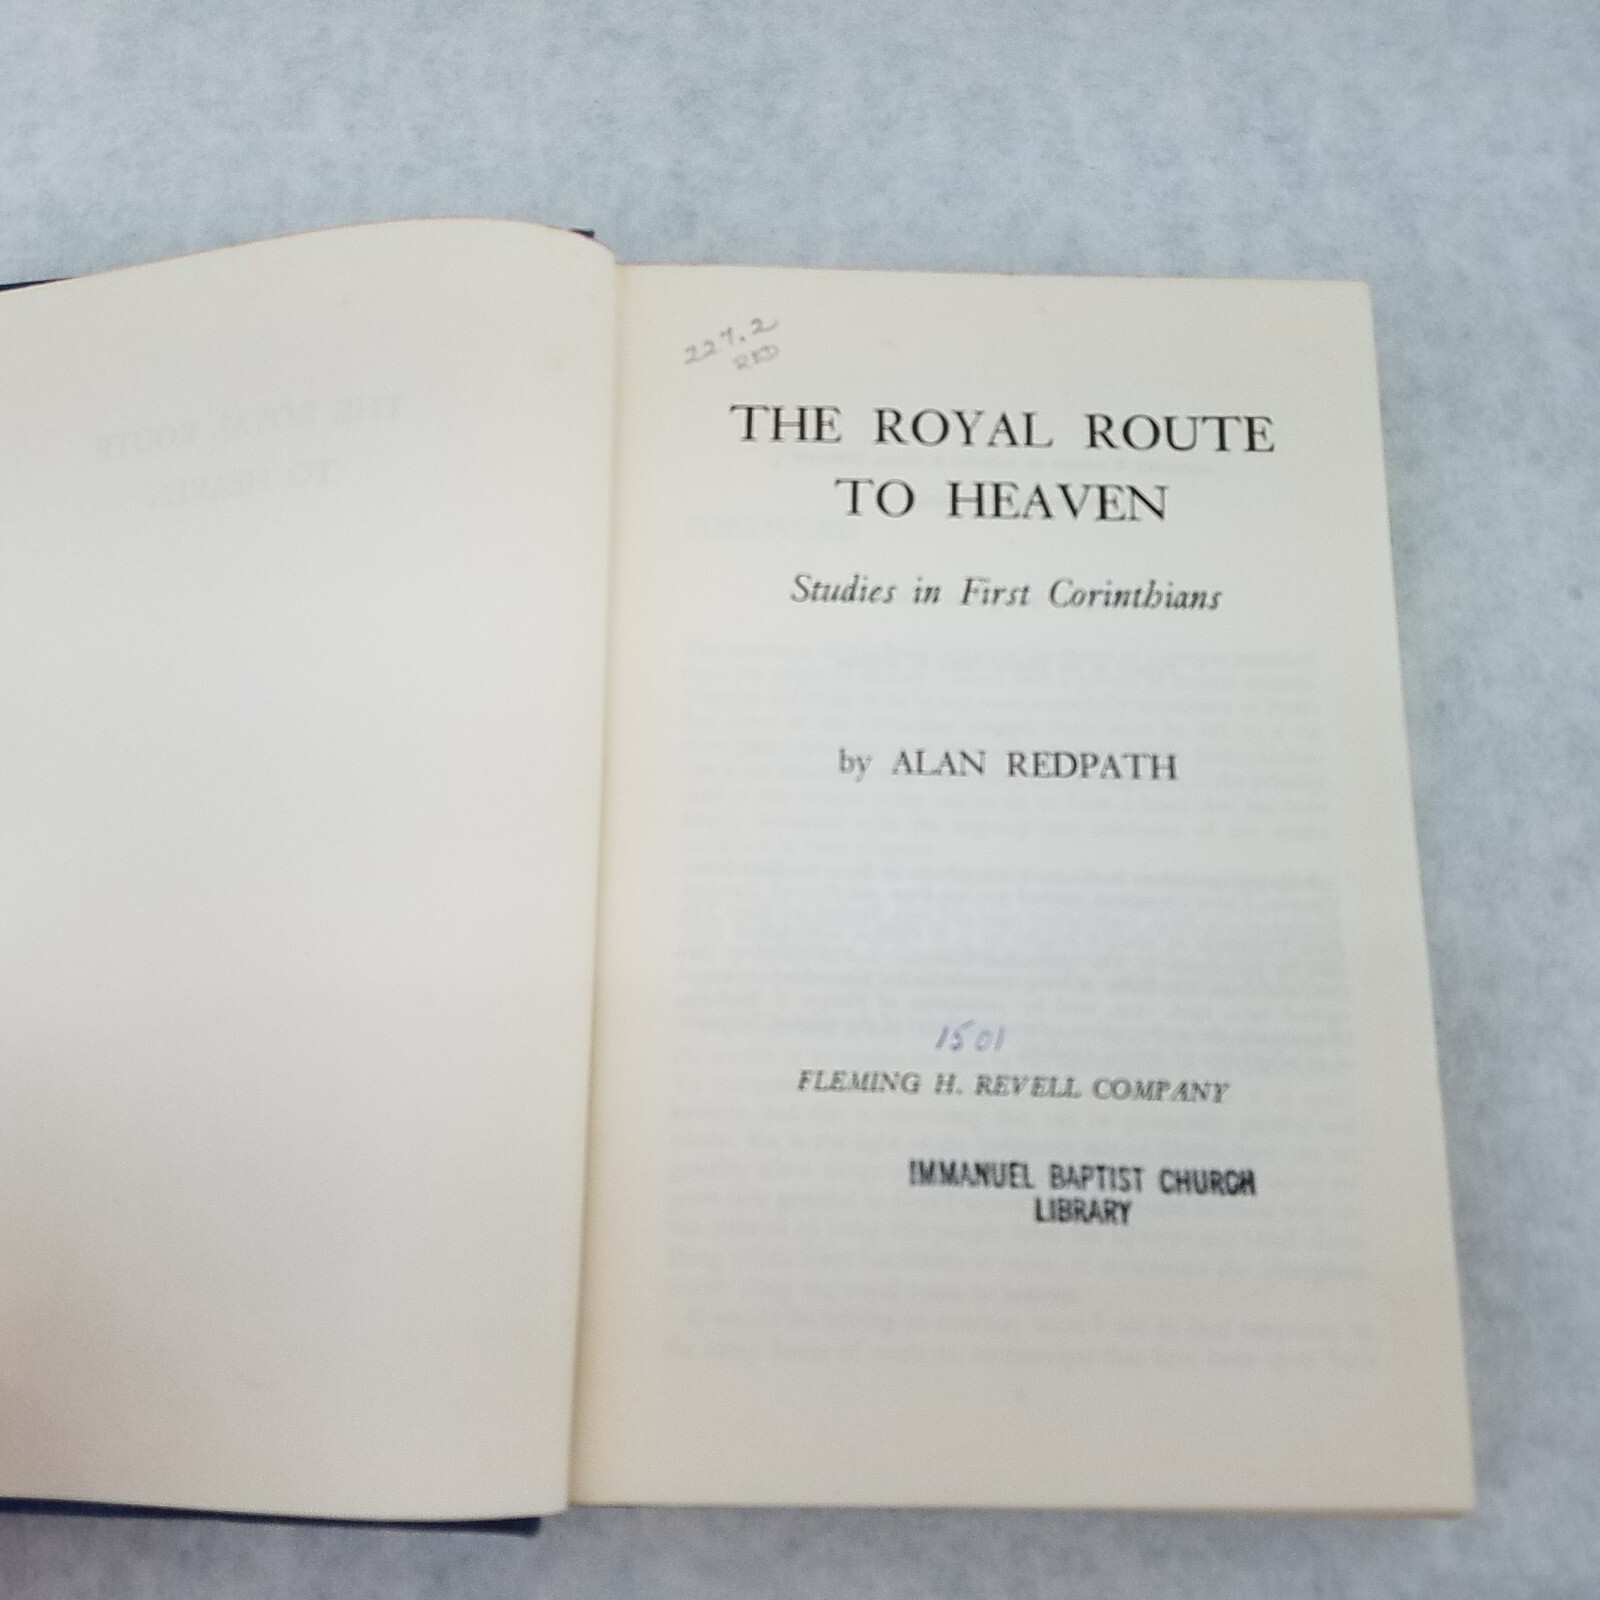 227.2
RED
THE ROYAL ROUTE
TO HEAVEN
Studies in First Corinthians
by ALAN REDPATH
1501
FLEMING H. REVELL COMPANY
IMMANUEL BAPTIST CHURCH
LIBRARY